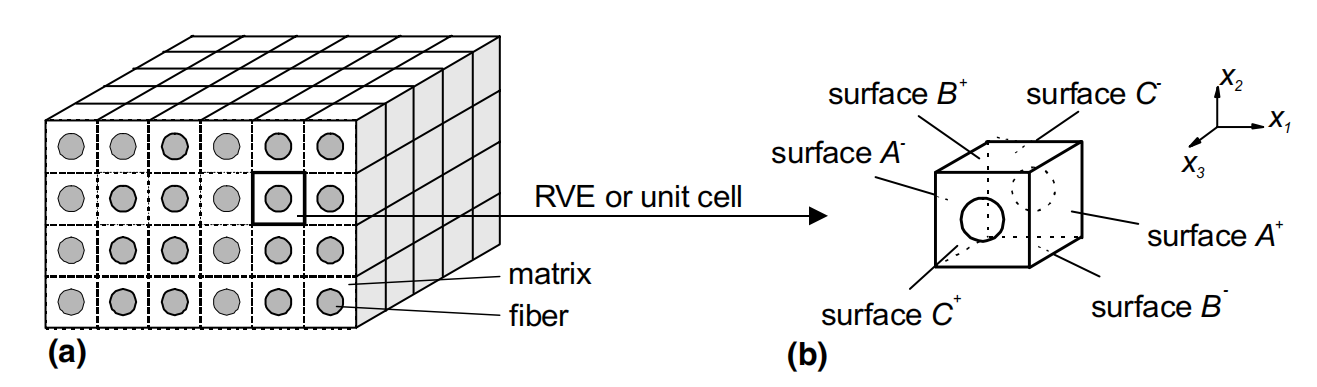 RVE or unit cell
matrix
fiber
(a)
surface B⁺
surface C⁻
surface A⁻
surface A⁺
surface B⁻
surface C⁺
(b)
x₂
x₁
x₃